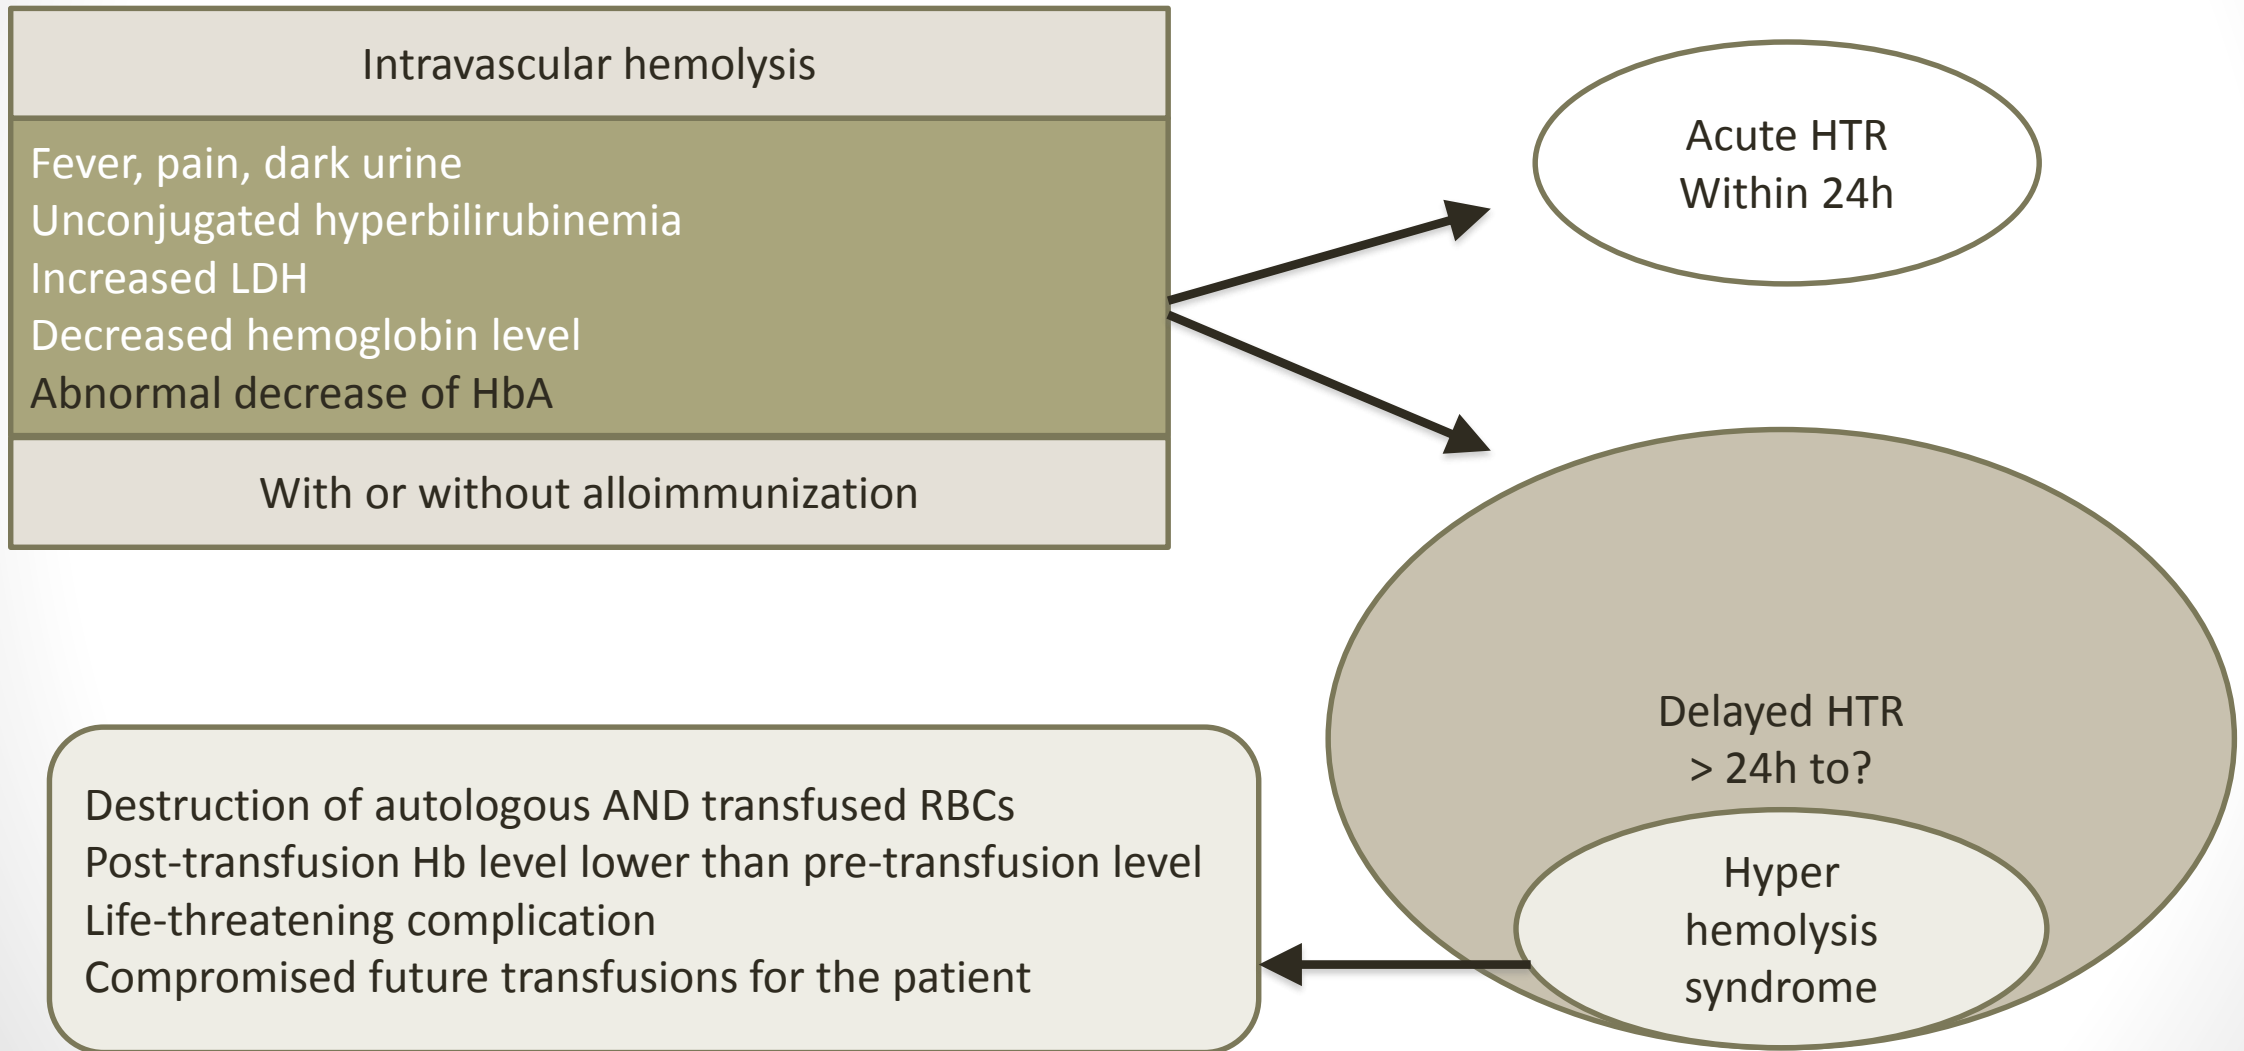 Intravascular hemolysis
Fever, pain, dark urine
Unconjugated hyperbilirubinemia
Increased LDH
Decreased hemoglobin level
Abnormal decrease of HbA
With or without alloimmunization
Acute HTR
Within 24h
Delayed HTR
> 24h to?
Hyper
hemolysis
syndrome
Destruction of autologous AND transfused RBCs
Post-transfusion Hb level lower than pre-transfusion level
Life-threatening complication
Compromised future transfusions for the patient